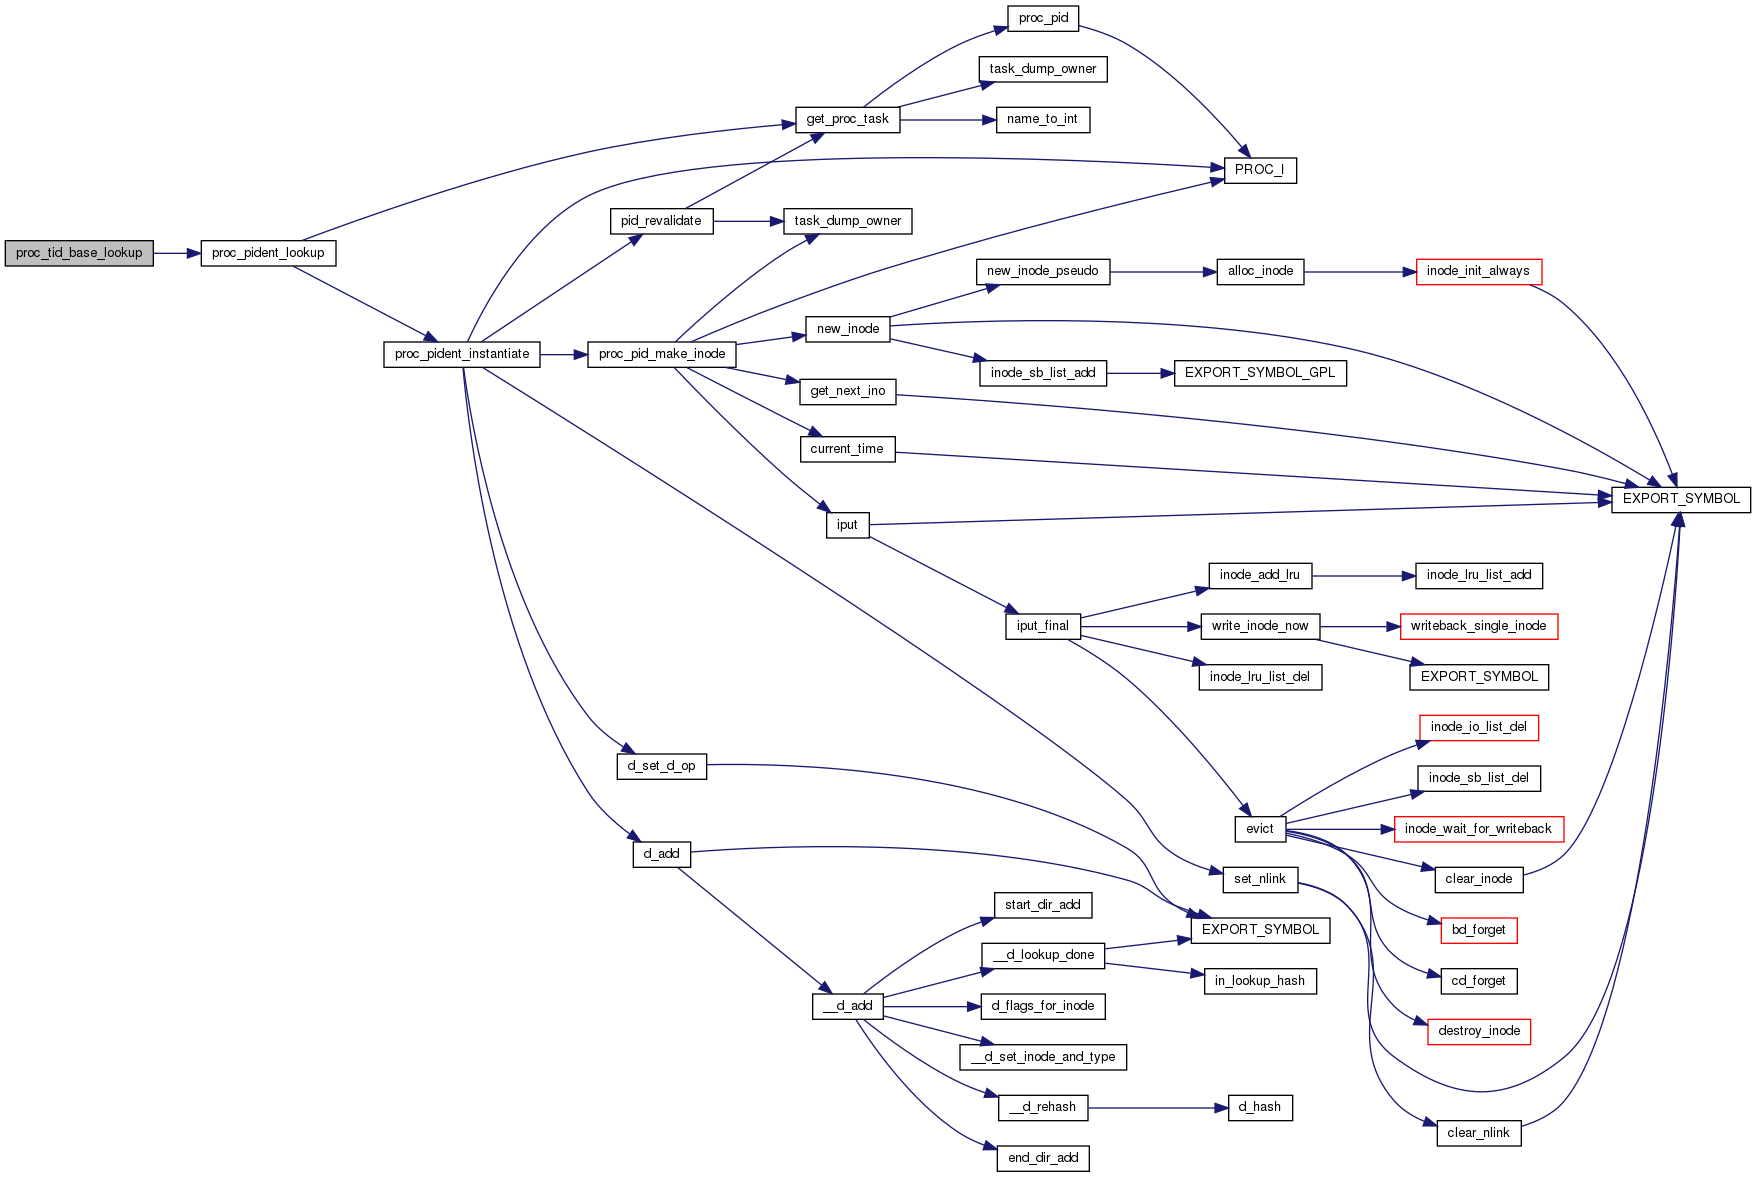 proc_pid
task_dump_owner
get_proc_task
name_to_int
PROC_I
pid_revalidate
task_dump_owner
proc_tid_base_lookup
proc_pident_lookup
new_inode_pseudo
alloc_inode
inode_init_always
new_inode
proc_pident_instantiate
proc_pid_make_inode
inode_sb_list_add
EXPORT_SYMBOL_GPL
get_next_ino
current_time
EXPORT_SYMBOL
iput
inode_add_lru
inode_lru_list_add
iput_final
write_inode_now
writeback_single_inode
inode_lru_list_del
EXPORT_SYMBOL
inode_io_list_del
d_set_d_op
inode_sb_list_del
evict
inode_wait_for_writeback
d_add
set_nlink
clear_inode
start_dir_add
EXPORT_SYMBOL
bd_forget
__d_lookup_done
in_lookup_hash
cd_forget
__d_add
d_flags_for_inode
destroy_inode
__d_set_inode_and_type
__d_rehash
d_hash
clear_nlink
end_dir_add